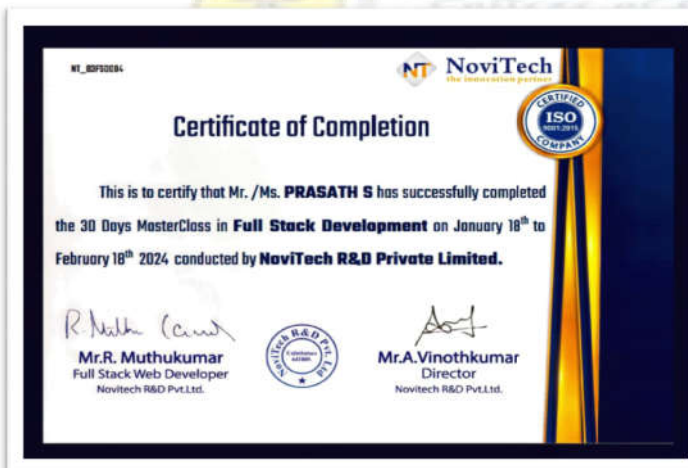 NoviTech
the innovation partner
CERTIFIED
ISO
9001:2015
COMPANY
Certificate of Completion
This is to certify that Mr. /Ms. PRASATH S has successfully completed
the 30 Days MasterClass in Full Stack Development on January 18th to
February 18th 2024 conducted by NoviTech R&D Private Limited.
Mr.R. Muthukumar
Full Stack Web Developer
Novitech R&D Pvt.Ltd.
NoviTech R&D Pvt. Ltd
Mr.A.Vinothkumar
Director
Novitech R&D Pvt.Ltd.